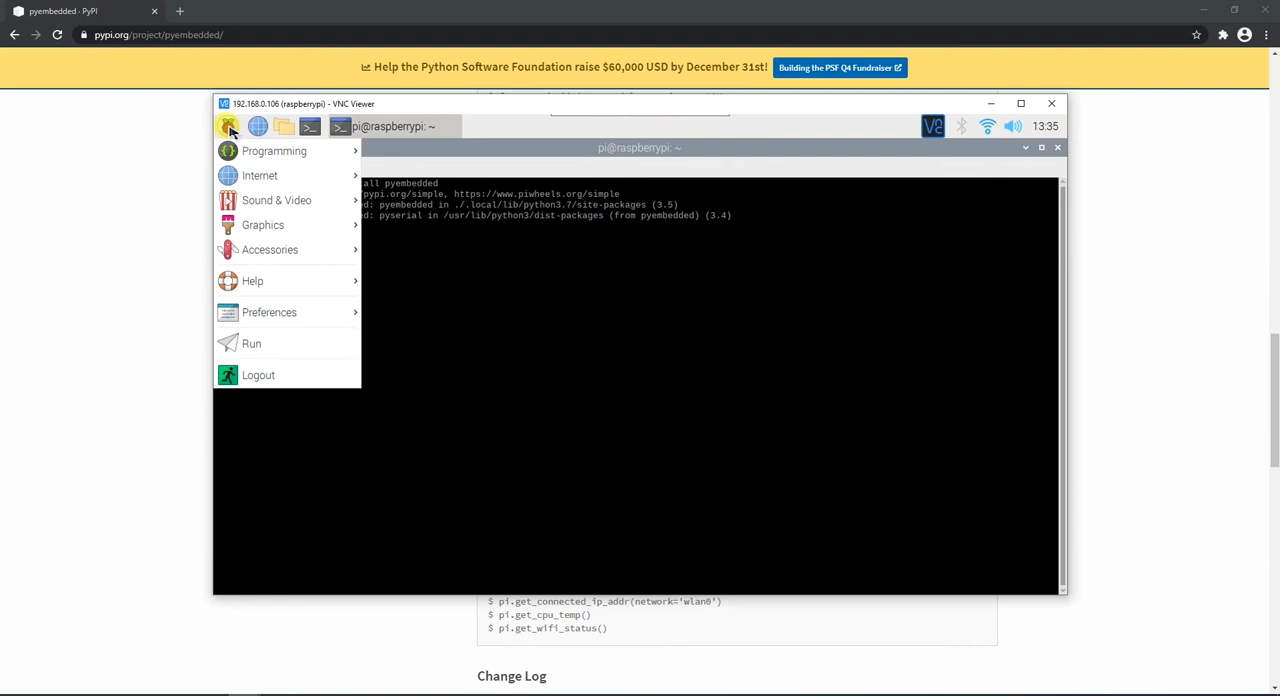 pyembedded · PyPI
pypi.org/project/pyembedded/
Help the Python Software Foundation raise $60,000 USD by December 31st!
Building the PSF Q4 Fundraiser
192.168.0.106 (raspberrypi) - VNC Viewer
pi@raspberrypi: ~
13:35
pi@raspberrypi: ~
Programming
Internet
Sound & Video
Graphics
Accessories
Help
Preferences
Run
Logout
all pyembedded
/pypi.org/simple, https://www.piwheels.org/simple
ed: pyembedded in ./.local/lib/python3.7/site-packages (3.5)
ed: pyserial in /usr/lib/python3/dist-packages (from pyembedded) (3.4)
$ pi.get_connected_ip_addr(network='wlan0')
$ pi.get_cpu_temp()
$ pi.get_wifi_status()
Change Log